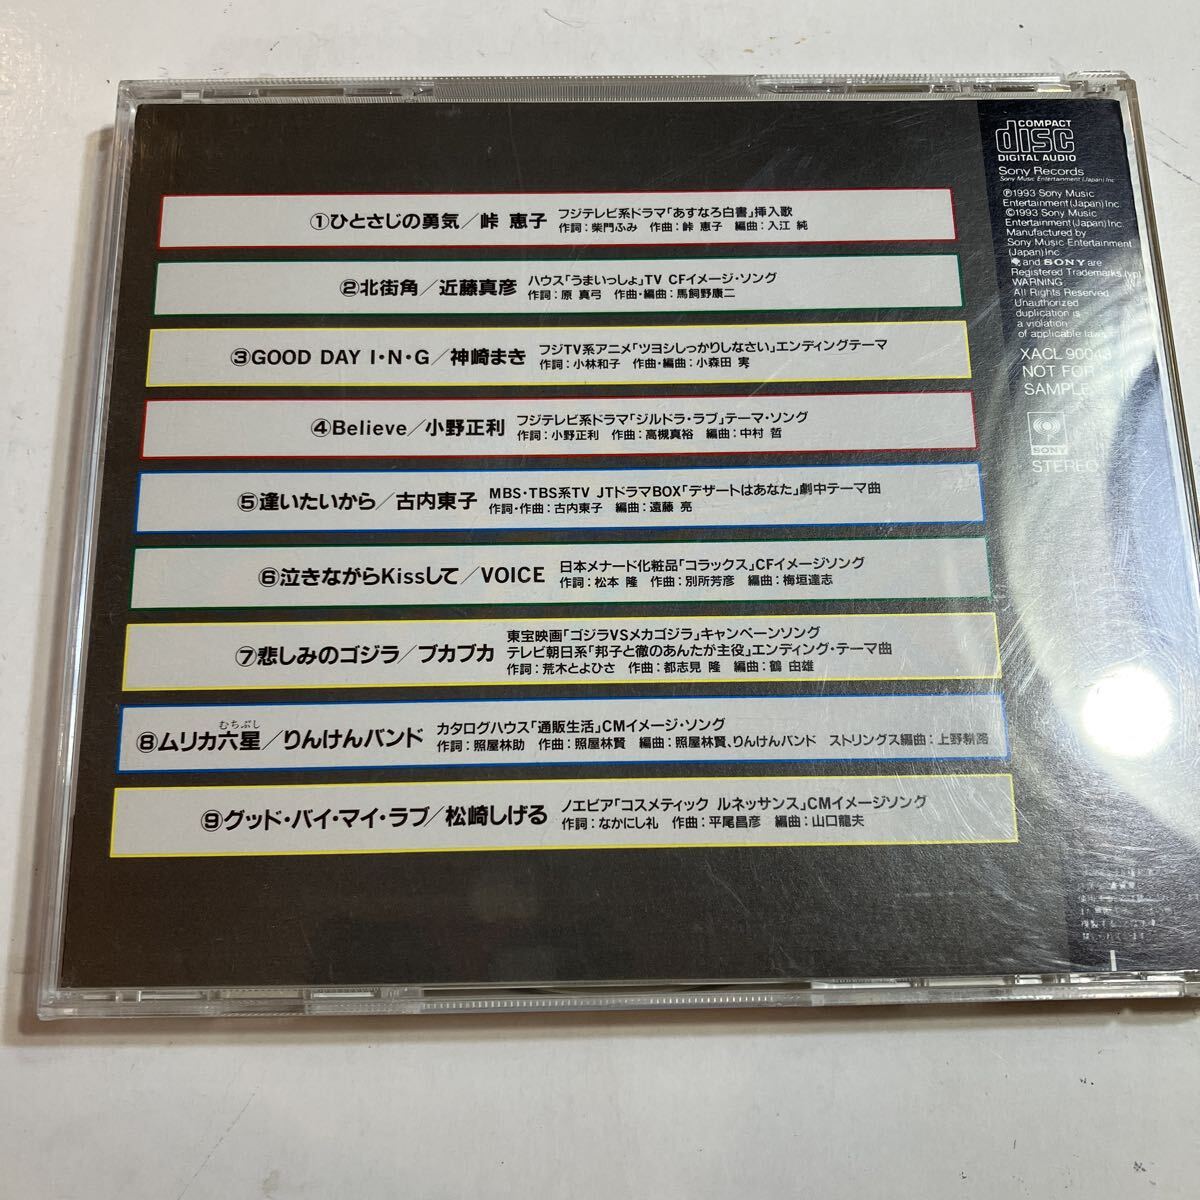 ①ひとさじの勇気／峠 恵子
フジテレビ系ドラマ「あすなろ白書」挿入歌
作詞：柴門ふみ 作曲：峠 恵子 編曲：入江 純
②北街角／近藤真彦
ハウス「うまいっしょ」TV CFイメージ・ソング
作詞：原 真弓 作曲・編曲：馬飼野康二
③GOOD DAY I・N・G／神崎まき
フジTV系アニメ「ツヨシしっかりしなさい」エンディングテーマ
作詞：小林和子 作曲・編曲：小森田 実
④Believe／小野正利
フジテレビ系ドラマ「ジルドラ・ラブ」テーマ・ソング
作詞：小野正利 作曲：高槻真裕 編曲：中村 哲
⑤逢いたいから／古内東子
MBS・TBS系TV JTドラマBOX「デザートはあなた」劇中テーマ曲
作詞・作曲：古内東子 編曲：遠藤 亮
⑥泣きながらKissして／VOICE
日本メナード化粧品「コラックス」CFイメージソング
作詞：松本 隆 作曲：別所芳彦 編曲：梅垣達志
⑦悲しみのゴジラ／ブカブカ
東宝映画「ゴジラVSメカゴジラ」キャンペーンソング
テレビ朝日系「邦子と徹のあんたが主役」エンディング・テーマ曲
作詞：荒木とよひさ 作曲：都志見 隆 編曲：鶴 由雄
むちぶし
⑧ムリカ六星／りんけんバンド
カタログハウス「通販生活」CMイメージ・ソング
作詞：照屋林助 作曲：照屋林賢 編曲：照屋林賢、りんけんバンド ストリングス編曲：上野耕路
⑨グッド・バイ・マイ・ラブ／松崎しげる
ノエビア「コスメティック ルネッサンス」CMイメージソング
作詞：なかにし礼 作曲：平尾昌彦 編曲：山口龍夫
COMPACT
disc
DIGITAL AUDIO
Sony Records
Sony Music Entertainment (Japan) Inc
Ⓟ1993 Sony Music
Entertainment (Japan) Inc
©1993 Sony Music
Entertainment (Japan) Inc
Manufactured by
Sony Music Entertainment
(Japan) Inc.
and SONY are
Registered Trademarks
WARNING
All Rights Reserved
Unauthorized
duplication is
a violation
of applicable laws
XACL 90043
NOT FOR SALE
SAMPLE
SONY
STEREO